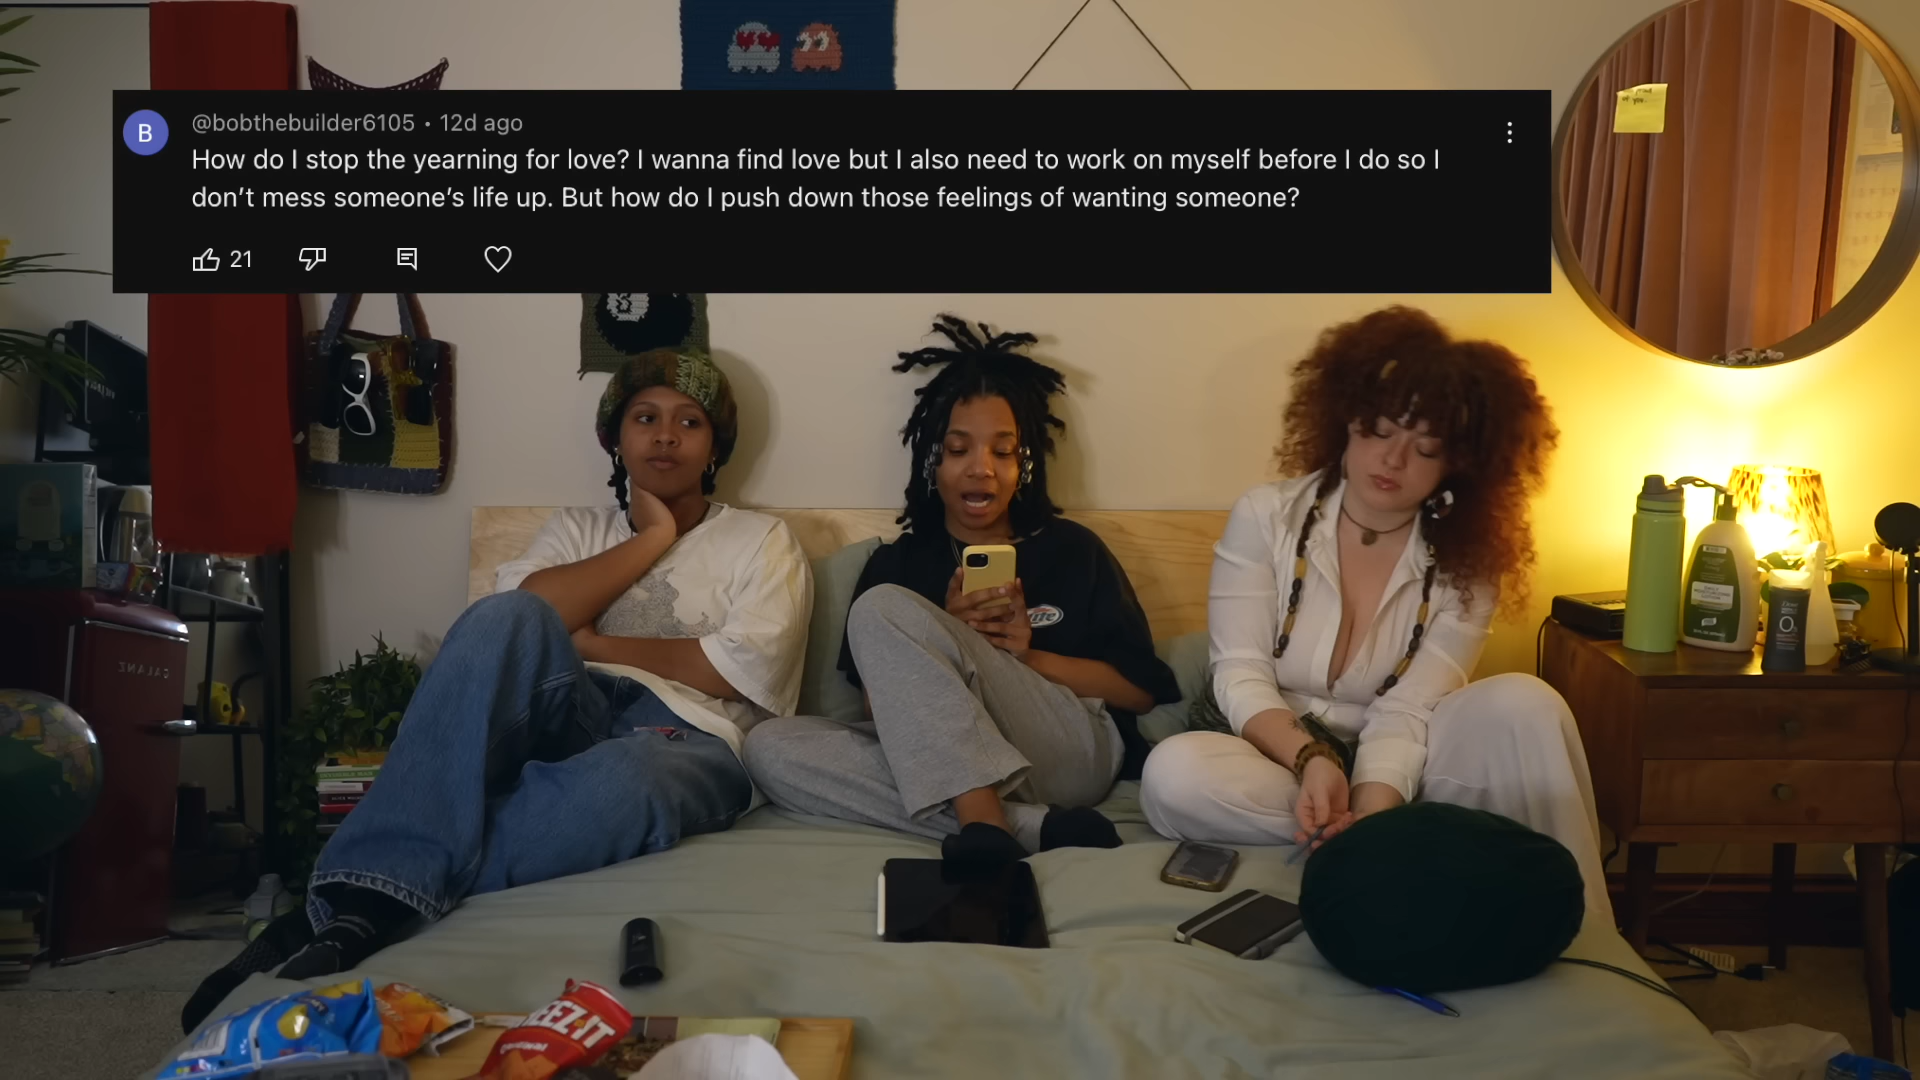 B
@bobthebuilder6105 • 12d ago
How do I stop the yearning for love? I wanna find love but I also need to work on myself before I do so I
don't mess someone's life up. But how do I push down those feelings of wanting someone?
21
GALANZ